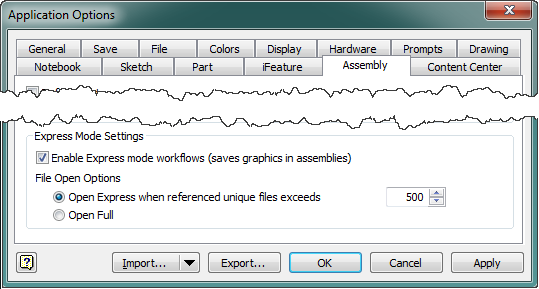 Application Options
General Save File Colors Display Hardware Prompts Drawing
Notebook Sketch Part iFeature Assembly Content Center
Express Mode Settings
Enable Express mode workflows (saves graphics in assemblies)
File Open Options
Open Express when referenced unique files exceeds 500
Open Full
? Import... Export... OK Cancel Apply